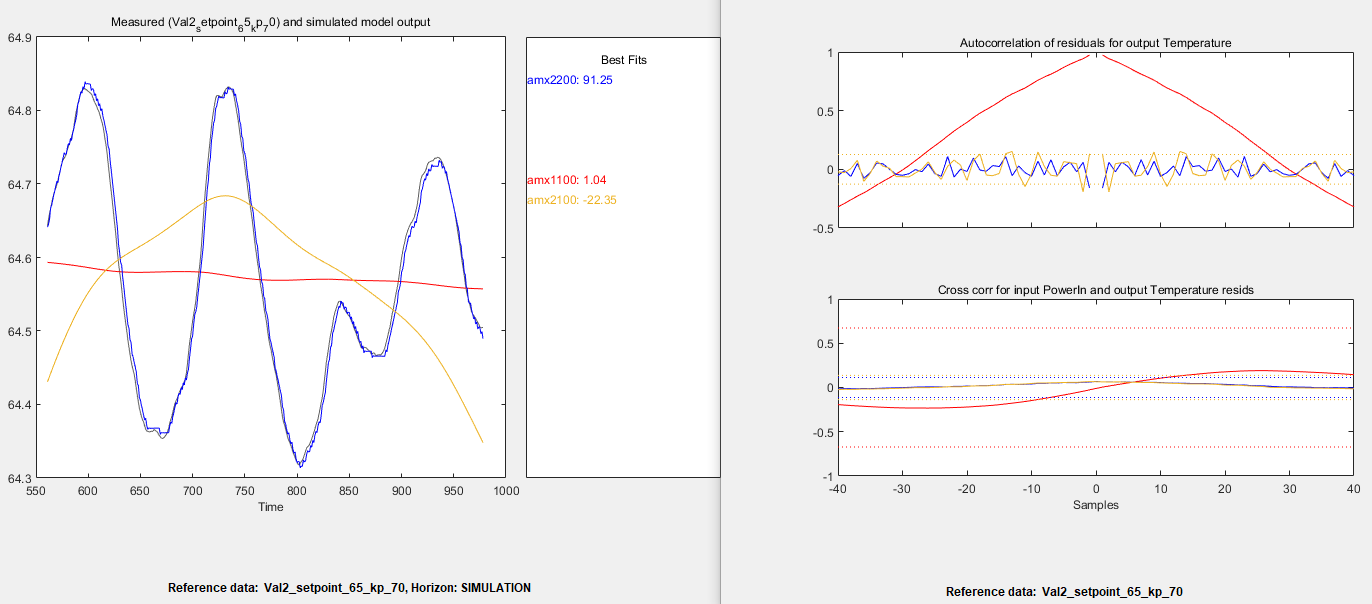 Measured (Val2setpoint65kp70) and simulated model output
64.9
64.8
64.7
64.6
64.5
64.4
64.3
550 600 650 700 750 800 850 900 950 1000
Time
Best Fits
amx2200: 91.25
amx1100: 1.04
amx2100: -22.35
Reference data: Val2_setpoint_65_kp_70, Horizon: SIMULATION
Autocorrelation of residuals for output Temperature
1
0.5
0
-0.5
Cross corr for input PowerIn and output Temperature resids
1
0.5
0
-0.5
-1
-40 -30 -20 -10 0 10 20 30 40
Samples
Reference data: Val2_setpoint_65_kp_70